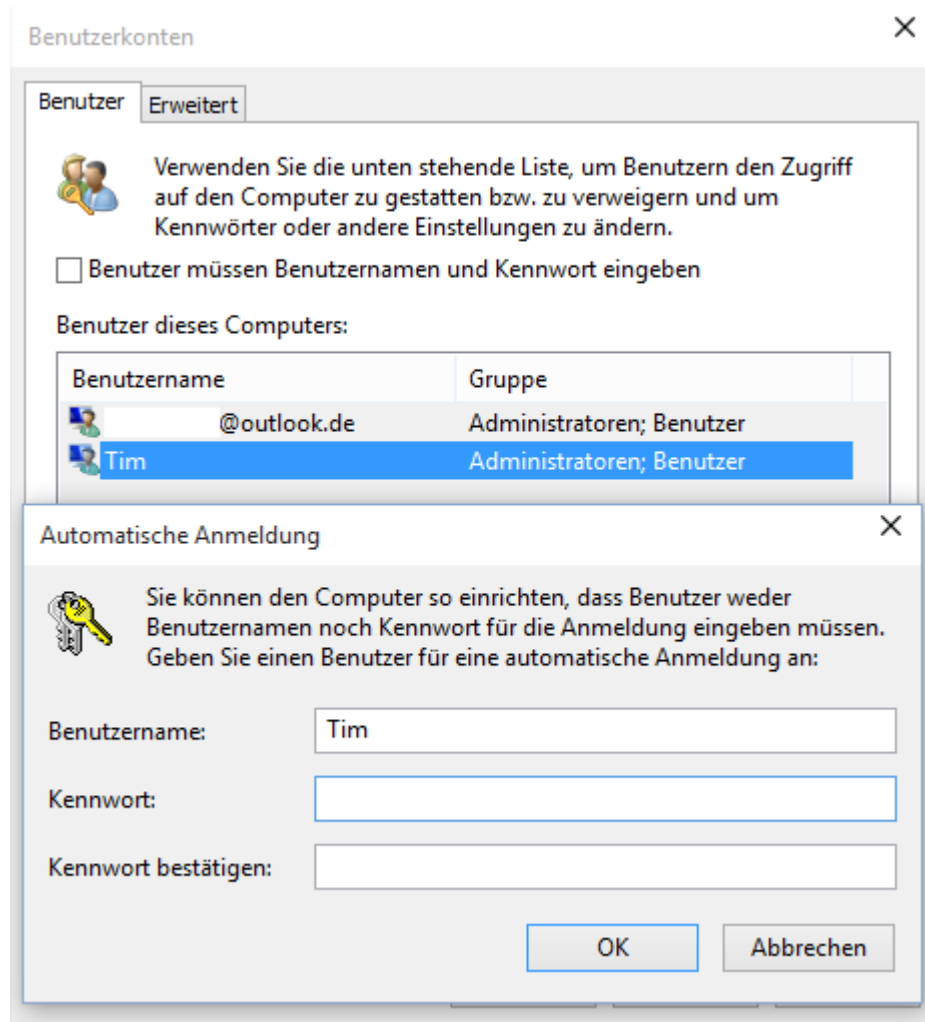 Benutzerkonten
Benutzer Erweitert
Verwenden Sie die unten stehende Liste, um Benutzern den Zugriff
auf den Computer zu gestatten bzw. zu verweigern und um
Kennwörter oder andere Einstellungen zu ändern.
Benutzer müssen Benutzernamen und Kennwort eingeben
Benutzer dieses Computers:
Benutzername Gruppe
@outlook.de Administratoren; Benutzer
Tim Administratoren; Benutzer
Automatische Anmeldung
Sie können den Computer so einrichten, dass Benutzer weder
Benutzernamen noch Kennwort für die Anmeldung eingeben müssen.
Geben Sie einen Benutzer für eine automatische Anmeldung an:
Benutzername: Tim
Kennwort:
Kennwort bestätigen:
OK Abbrechen